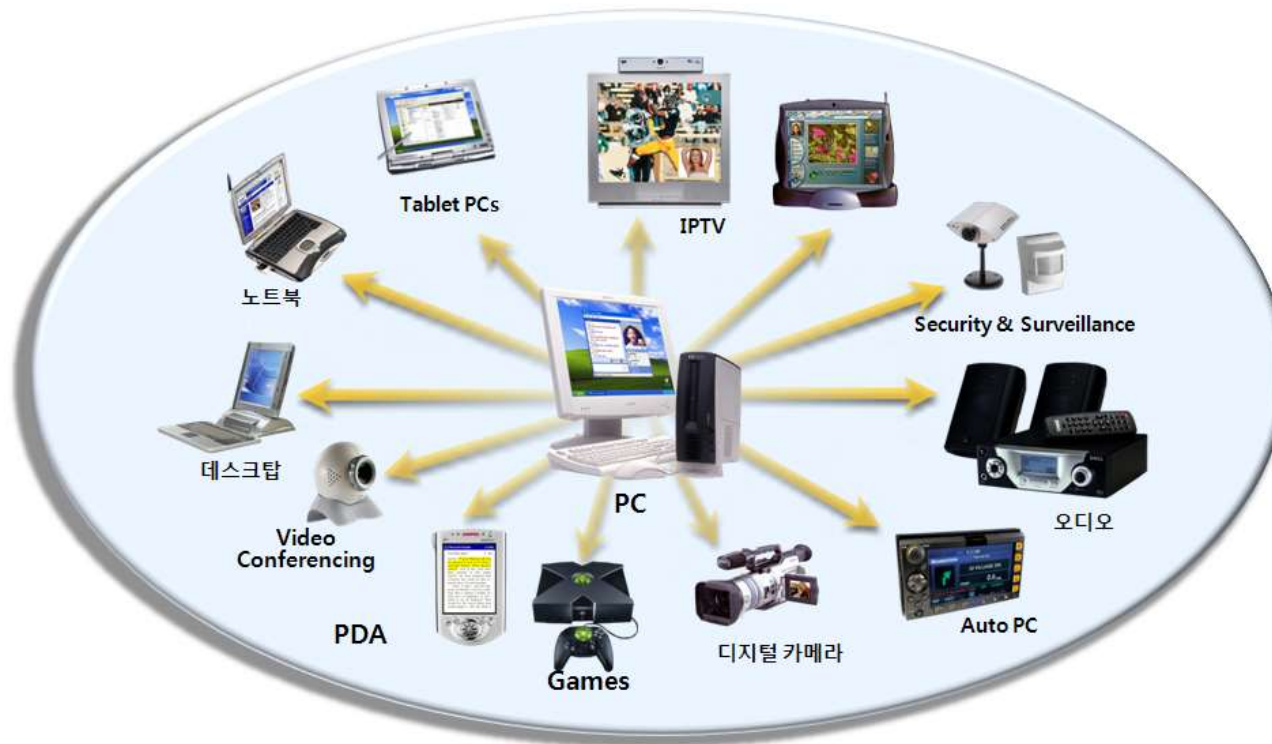 Tablet PCs
IPTV
노트북
Security & Surveillance
데스크탑
PC
오디오
Video
Conferencing
PDA
Games
디지털 카메라
Auto PC